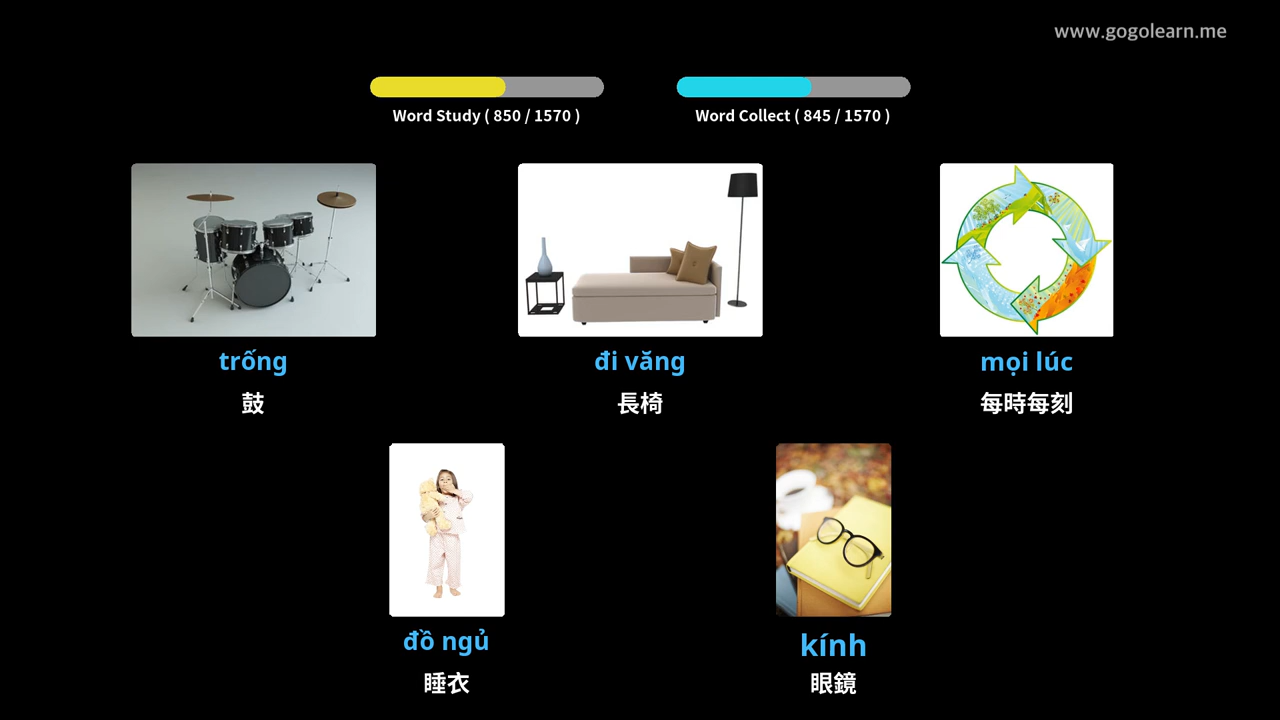 www.gogolearn.me
Word Study ( 850 / 1570 )
Word Collect ( 845 / 1570 )
trống
đi văng
mọi lúc
鼓
長椅
每時每刻
đồ ngủ
kính
睡衣
眼鏡